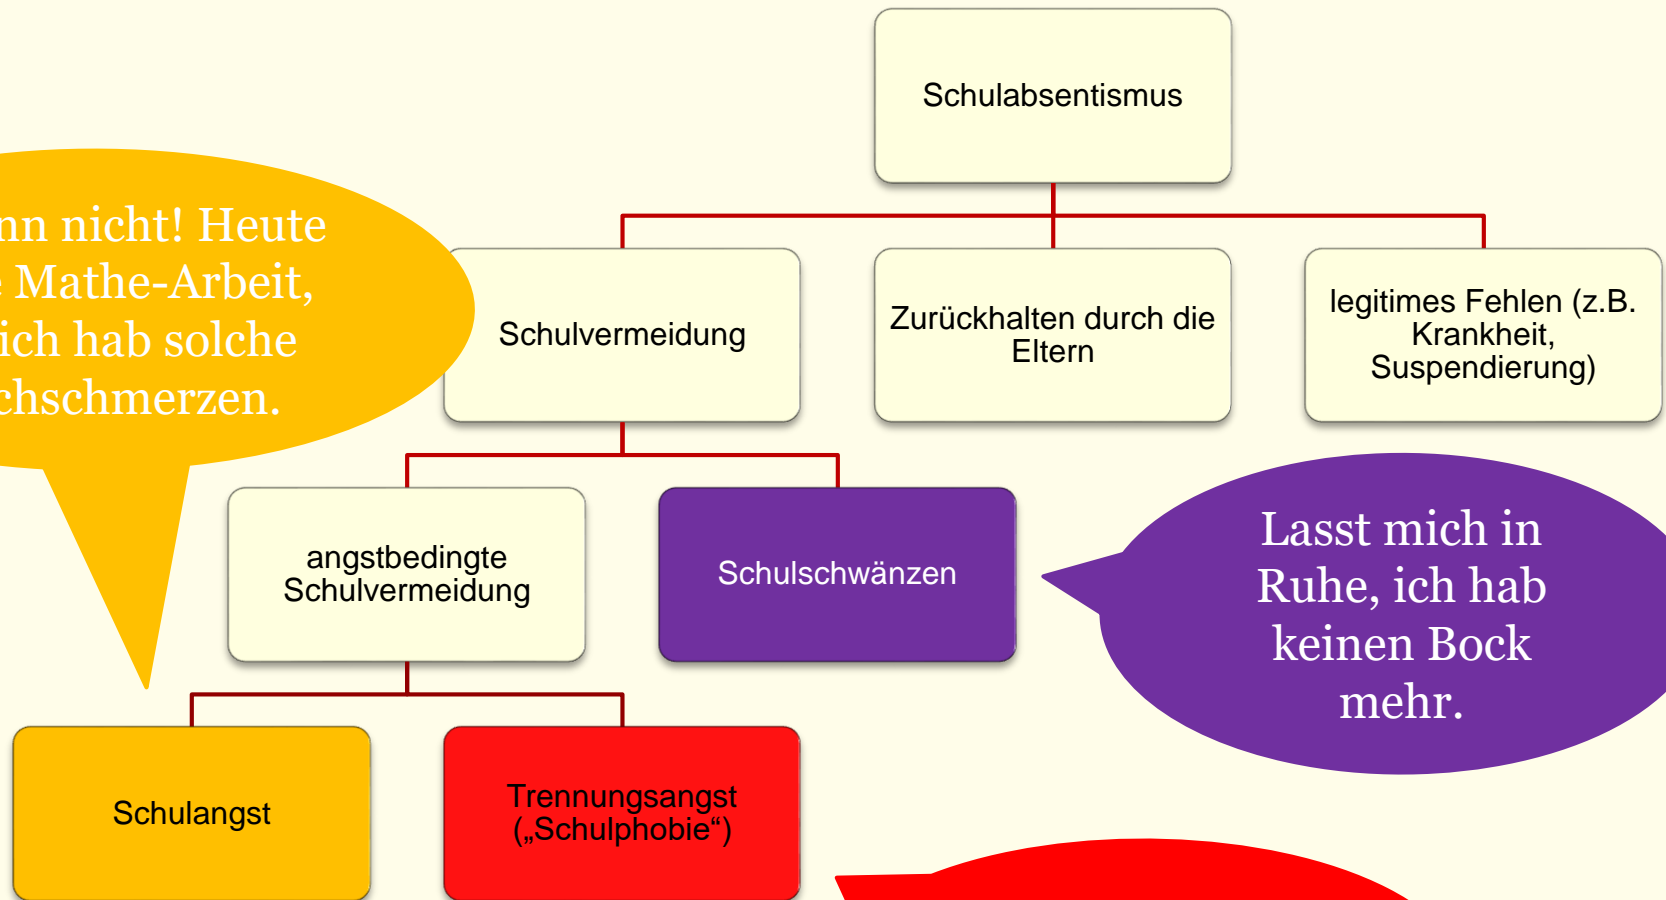 Schulabsentismus
nn nicht! Heute
Mathe-Arbeit,
ich hab solche
chschmerzen.
Schulvermeidung
Zurückhalten durch die
Eltern
legitimes Fehlen (z.B.
Krankheit,
Suspendierung)
angstbedingte
Schulvermeidung
Schulschwänzen
Lasst mich in
Ruhe, ich hab
keinen Bock
mehr.
Schulangst
Trennungsangst
(„Schulphobie“)